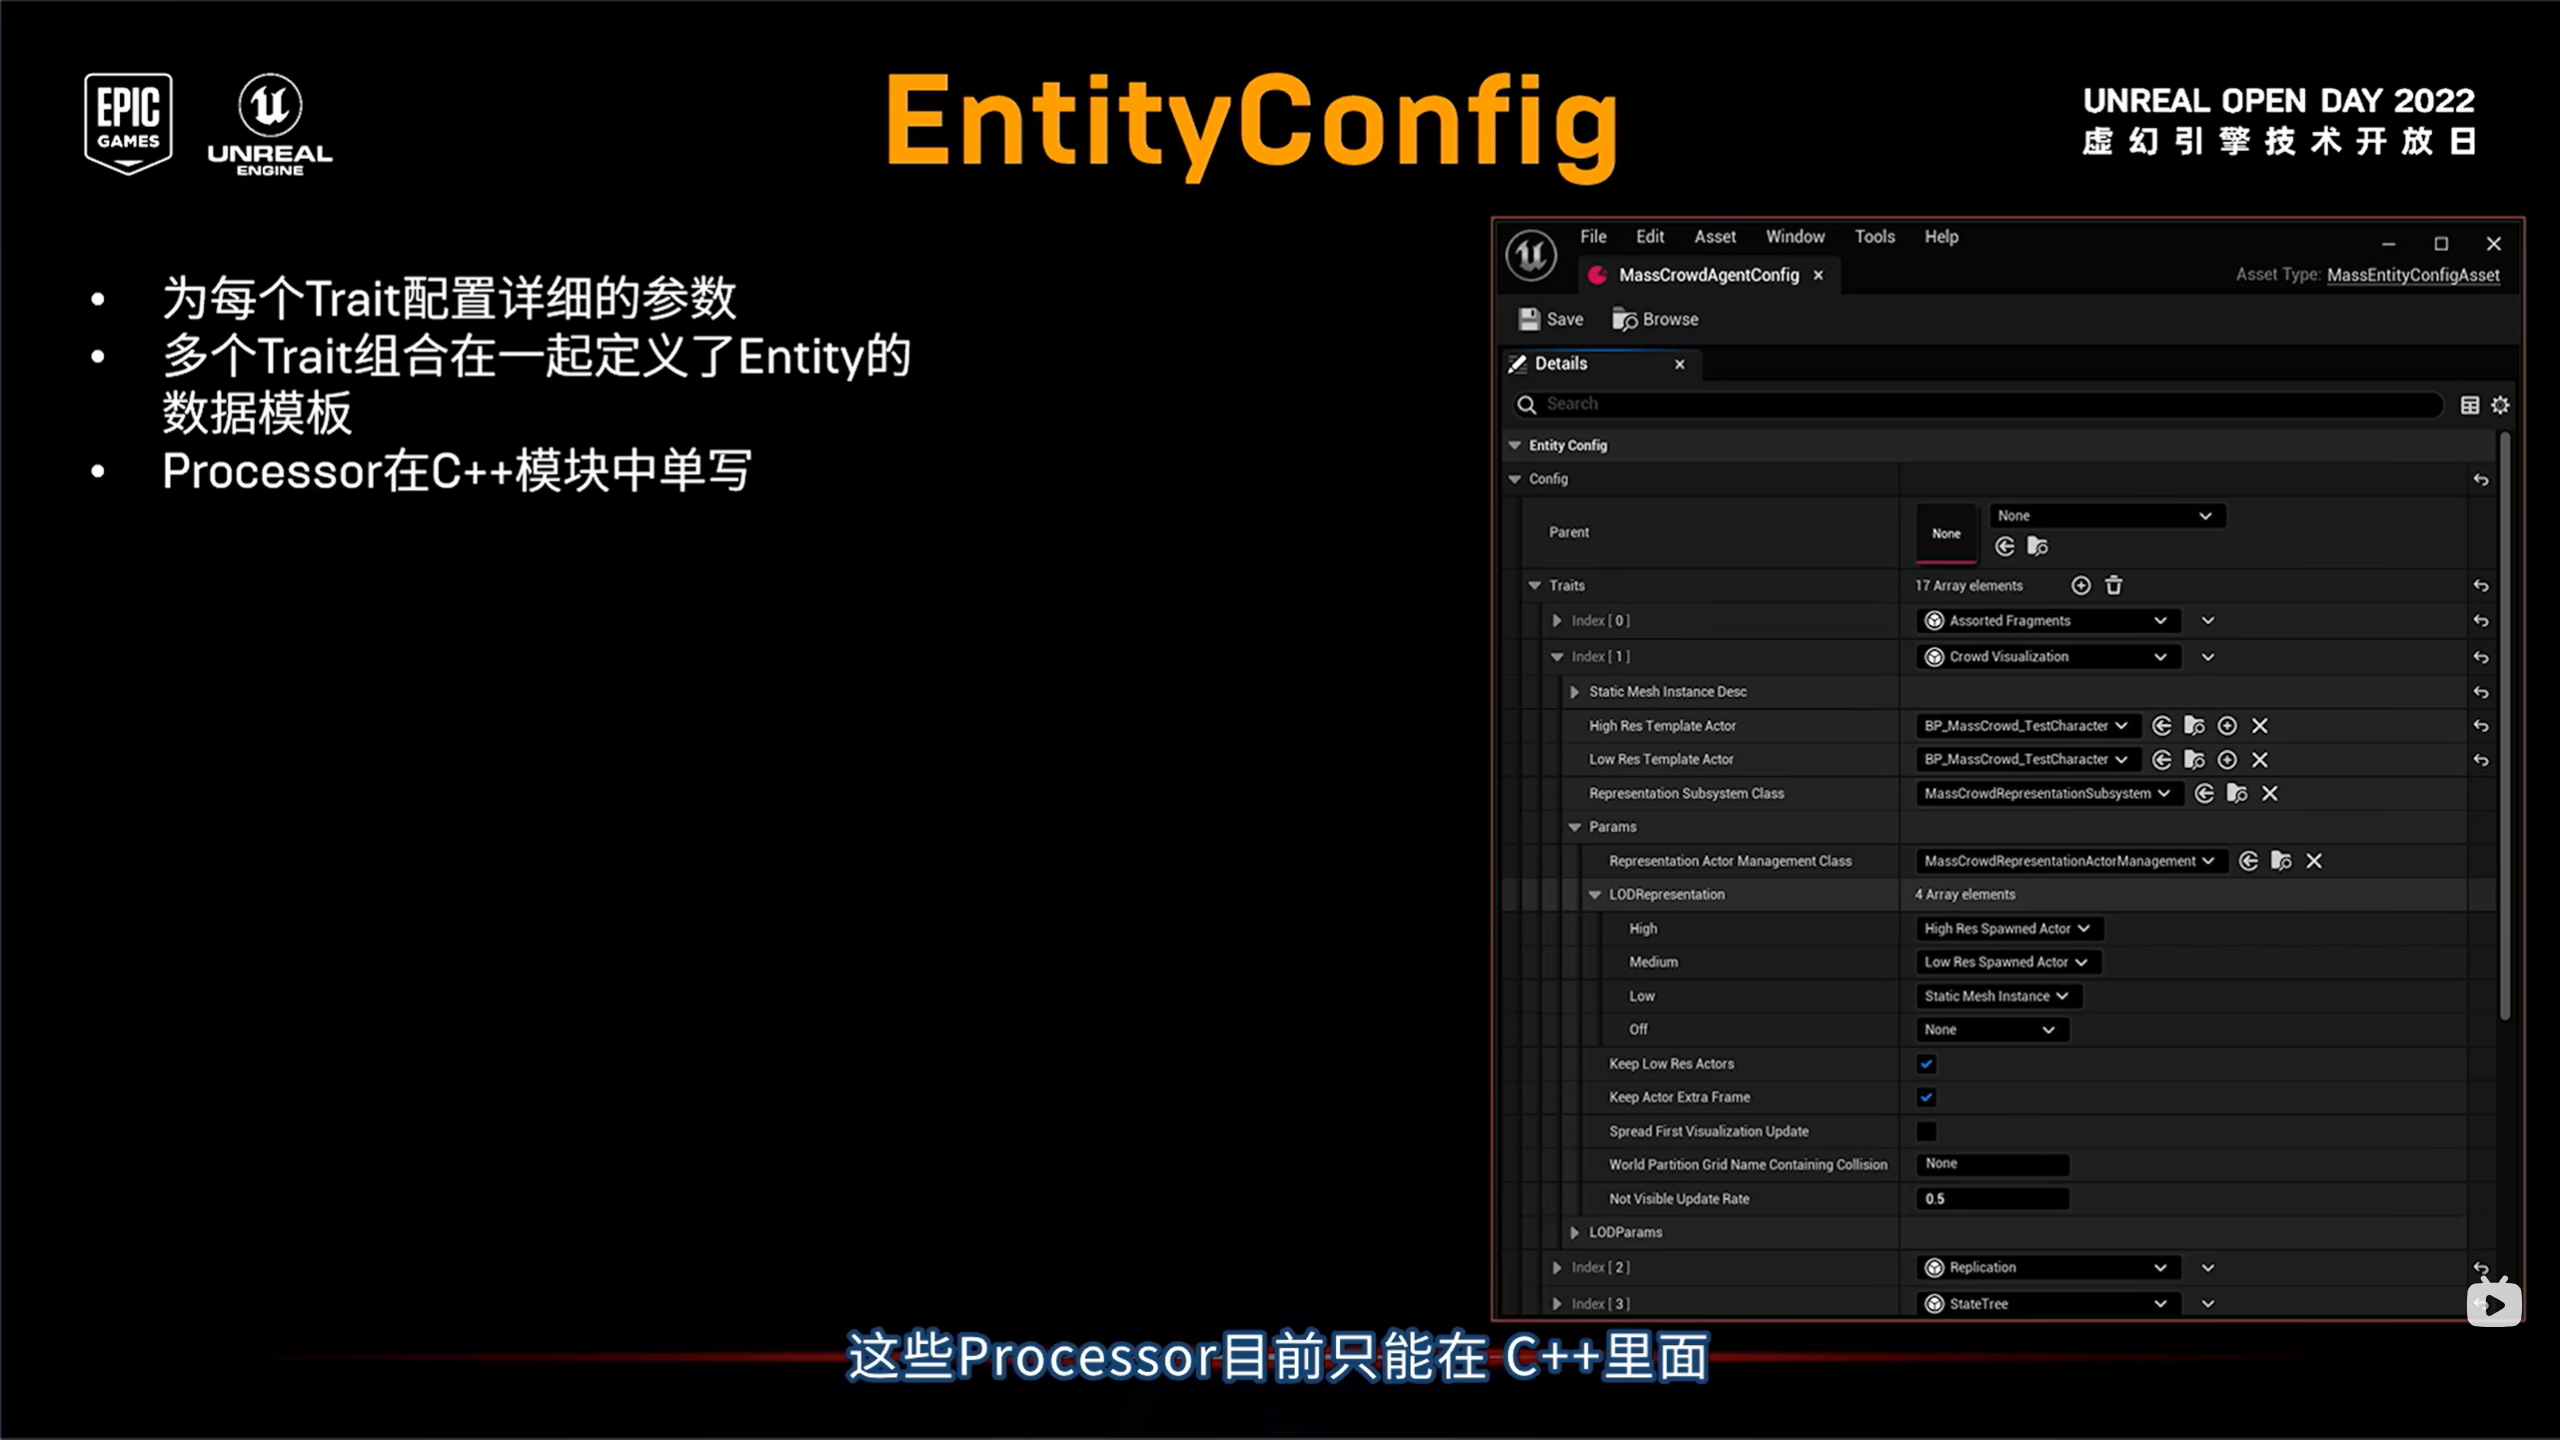 EPIC
GAMES
UNREAL
ENGINE
EntityConfig
UNREAL OPEN DAY 2022
虚幻引擎技术开放日
• 为每个Trait配置详细的参数
• 多个Trait组合在一起定义了Entity的
数据模板
• Processor在C++模块中单写
File Edit Asset Window Tools Help
MassCrowdAgentConfig
Asset Type: MassEntityConfigAsset
Save Browse
Details
Search
Entity Config
Config
Parent None None
Traits 17 Array elements
Index [ 0 ] Assorted Fragments
Index [ 1 ] Crowd Visualization
Static Mesh Instance Desc
High Res Template Actor BP_MassCrowd_TestCharacter
Low Res Template Actor BP_MassCrowd_TestCharacter
Representation Subsystem Class MassCrowdRepresentationSubsystem
Params
Representation Actor Management Class MassCrowdRepresentationActorManagement
LODRepresentation 4 Array elements
High High Res Spawned Actor
Medium Low Res Spawned Actor
Low Static Mesh Instance
Off None
Keep Low Res Actors
Keep Actor Extra Frame
Spread First Visualization Update
World Partition Grid Name Containing Collision None
Not Visible Update Rate 0.5
LODParams
Index [ 2 ] Replication
Index [ 3 ] StateTree
这些Processor目前只能在 C++里面